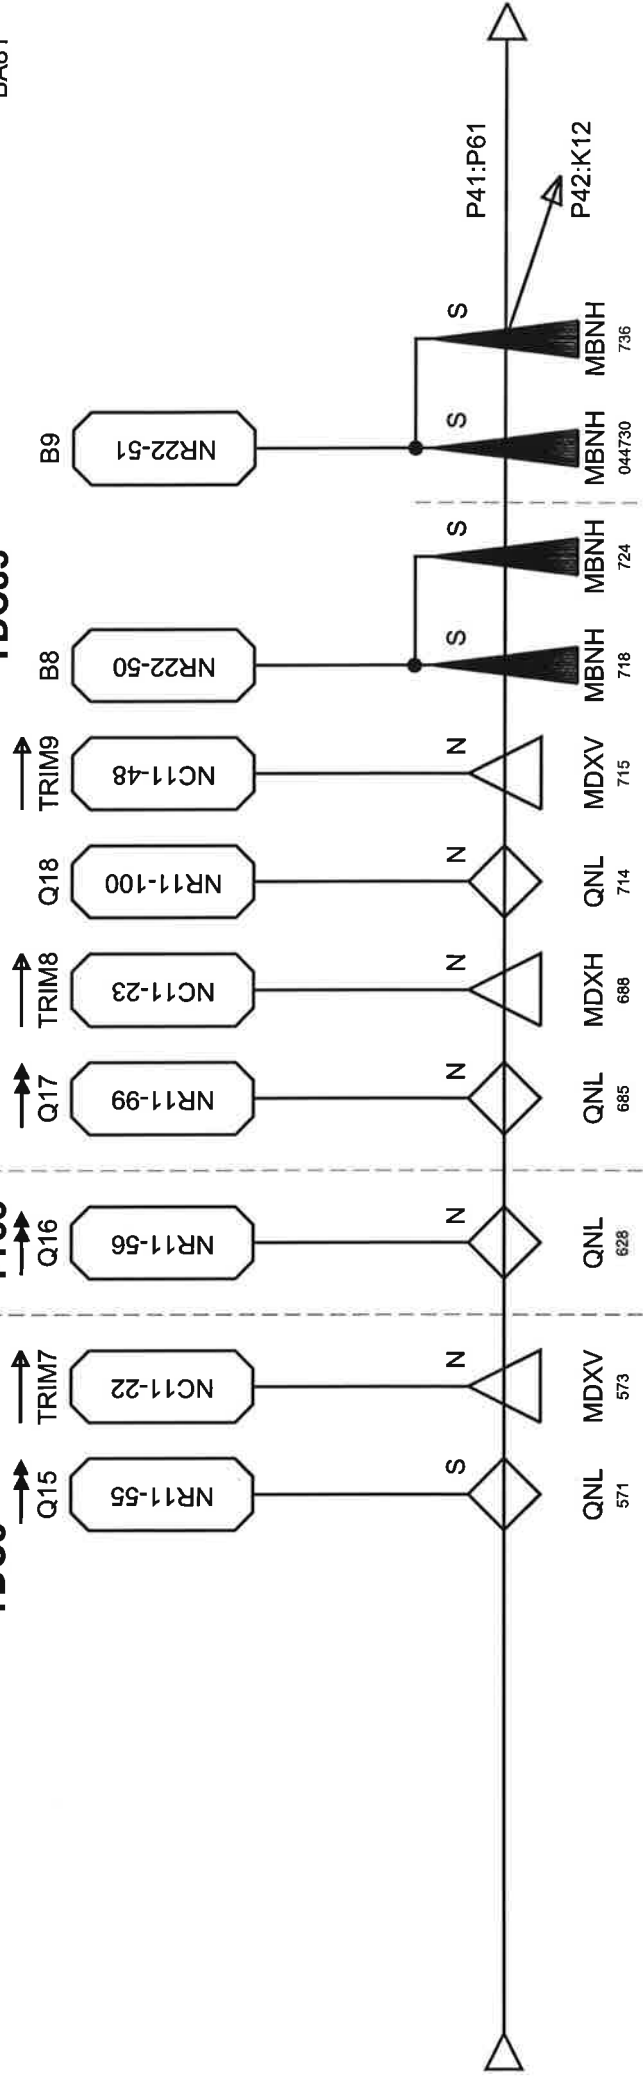 Q15
NR11-55
S
QNL
571
TRIM7
NC11-22
N
MDXV
573
Q16
NR11-56
N
QNL
628
Q17
NR11-99
N
QNL
685
TRIM8
NC11-23
N
MDXH
688
Q18
NR11-100
N
QNL
714
TRIM9
NC11-48
N
MDXV
715
B8
NR22-50
S
MBNH
718
S
MBNH
724
B9
NR22-51
S
MBNH
044730
S
MBNH
736
P41:P61
P42:K12